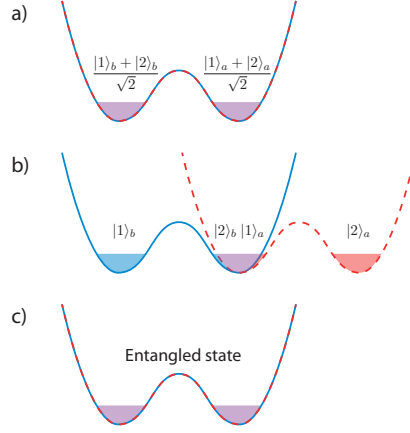 a)
|1⟩_b + |2⟩_b / √2    |1⟩_a + |2⟩_a / √2
b)
|1⟩_b    |2⟩_b |1⟩_a    |2⟩_a
c)
Entangled state